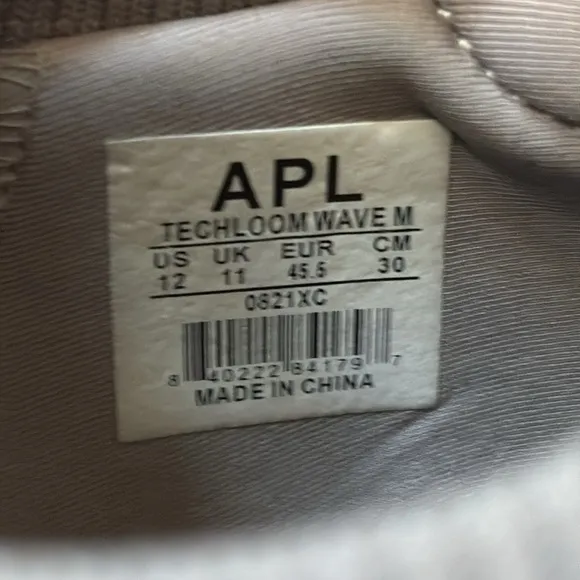 APL
TECHLOOM WAVE M
US UK EUR CM
12 11 45.5 30
0821XC
8 40222 84179 7
MADE IN CHINA